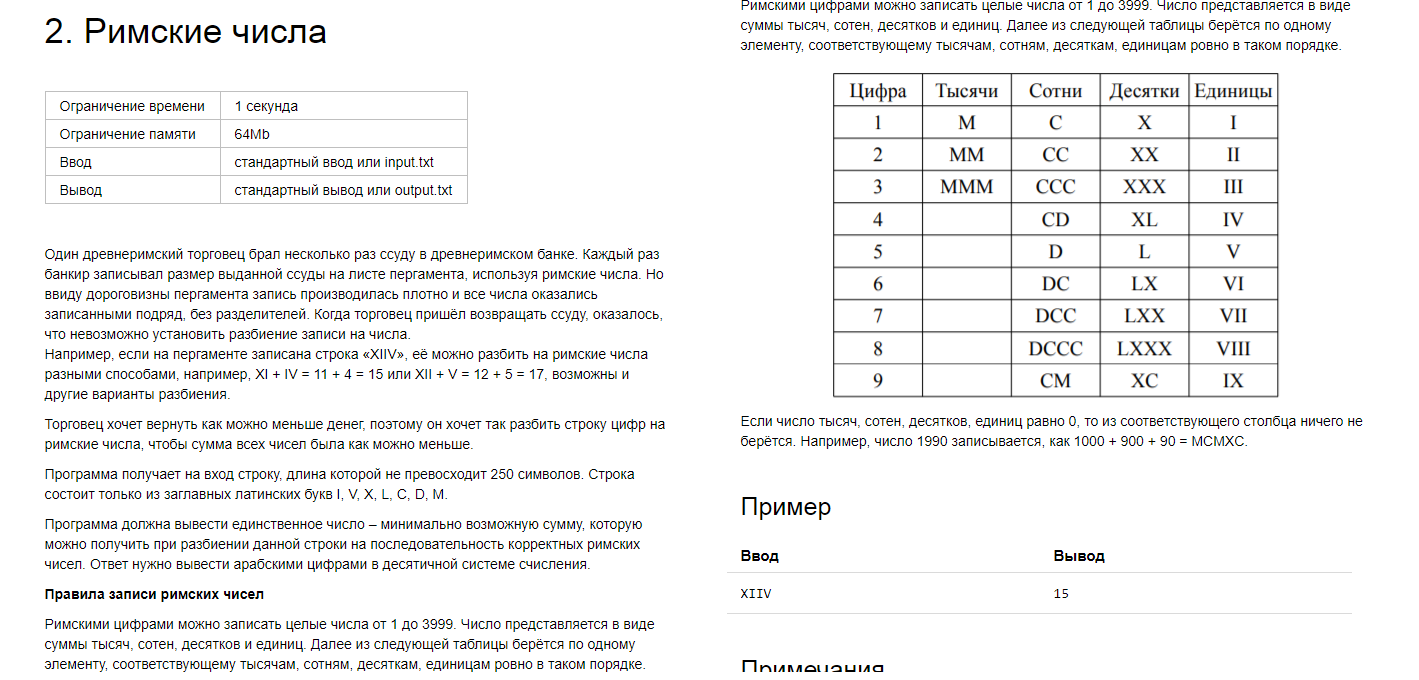 2. Римские числа
Ограничение времени 1 секунда
Ограничение памяти 64Mb
Ввод стандартный ввод или input.txt
Вывод стандартный вывод или output.txt
Один древнеримский торговец брал несколько раз ссуду в древнеримском банке. Каждый раз
банкир записывал размер выданной ссуды на листе пергамента, используя римские числа. Но
ввиду дороговизны пергамента запись производилась плотно и все числа оказались
записанными подряд, без разделителей. Когда торговец пришёл возвращать ссуду, оказалось,
что невозможно установить разбиение записи на числа.
Например, если на пергаменте записана строка «XIIV», её можно разбить на римские числа
разными способами, например, XI + IV = 11 + 4 = 15 или XII + V = 12 + 5 = 17, возможны и
другие варианты разбиения.
Торговец хочет вернуть как можно меньше денег, поэтому он хочет так разбить строку цифр на
римские числа, чтобы сумма всех чисел была как можно меньше.
Программа получает на вход строку, длина которой не превосходит 250 символов. Строка
состоит только из заглавных латинских букв I, V, X, L, C, D, M.
Программа должна вывести единственное число – минимально возможную сумму, которую
можно получить при разбиении данной строки на последовательность корректных римских
чисел. Ответ нужно вывести арабскими цифрами в десятичной системе счисления.
Правила записи римских чисел
Римскими цифрами можно записать целые числа от 1 до 3999. Число представляется в виде
суммы тысяч, сотен, десятков и единиц. Далее из следующей таблицы берётся по одному
элементу, соответствующему тысячам, сотням, десяткам, единицам ровно в таком порядке.
Римскими цифрами можно записать целые числа от 1 до 3999. Число представляется в виде
суммы тысяч, сотен, десятков и единиц. Далее из следующей таблицы берётся по одному
элементу, соответствующему тысячам, сотням, десяткам, единицам ровно в таком порядке.
Цифра Тысячи Сотни Десятки Единицы
1 M C X I
2 MM CC XX II
3 MMM CCC XXX III
4 CD XL IV
5 D L V
6 DC LX VI
7 DCC LXX VII
8 DCCC LXXX VIII
9 CM XC IX
Если число тысяч, сотен, десятков, единиц равно 0, то из соответствующего столбца ничего не
берётся. Например, число 1990 записывается, как 1000 + 900 + 90 = MCMXC.
Пример
Ввод Вывод
XIIV 15
Примечания